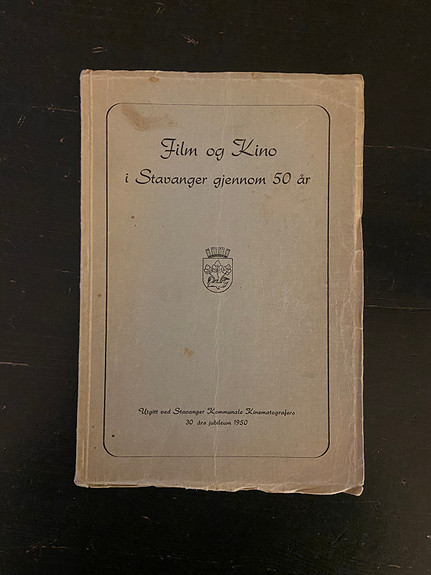 Film og Kino
i Stavanger gjennom 50 år
Utgitt ved Stavanger Kommunale Kinematografers
30 års jubileum 1950